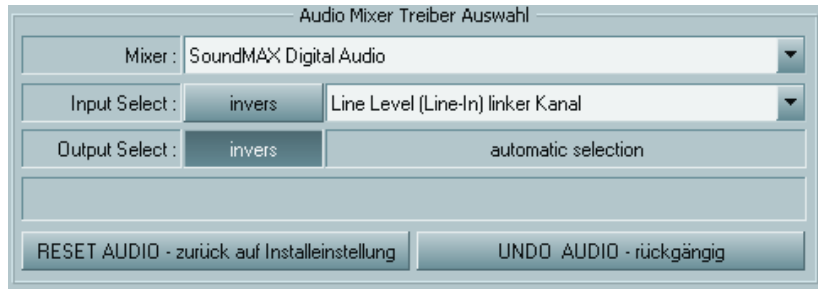 Audio Mixer Treiber Auswahl
Mixer : SoundMAX Digital Audio
Input Select : invers Line Level (Line-In) linker Kanal
Output Select : invers automatic selection
RESET AUDIO - zurück auf Installeinstellung UNDO AUDIO - rückgängig